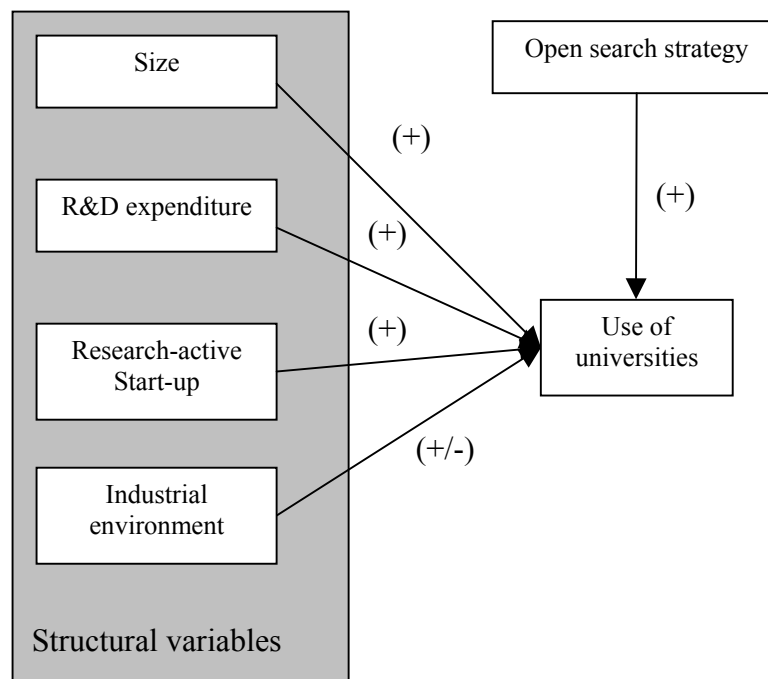 Size
Open search strategy
(+)
(+)
R&D expenditure
(+)
Use of
universities
(+)
Research-active
Start-up
(+/-)
Industrial
environment
Structural variables